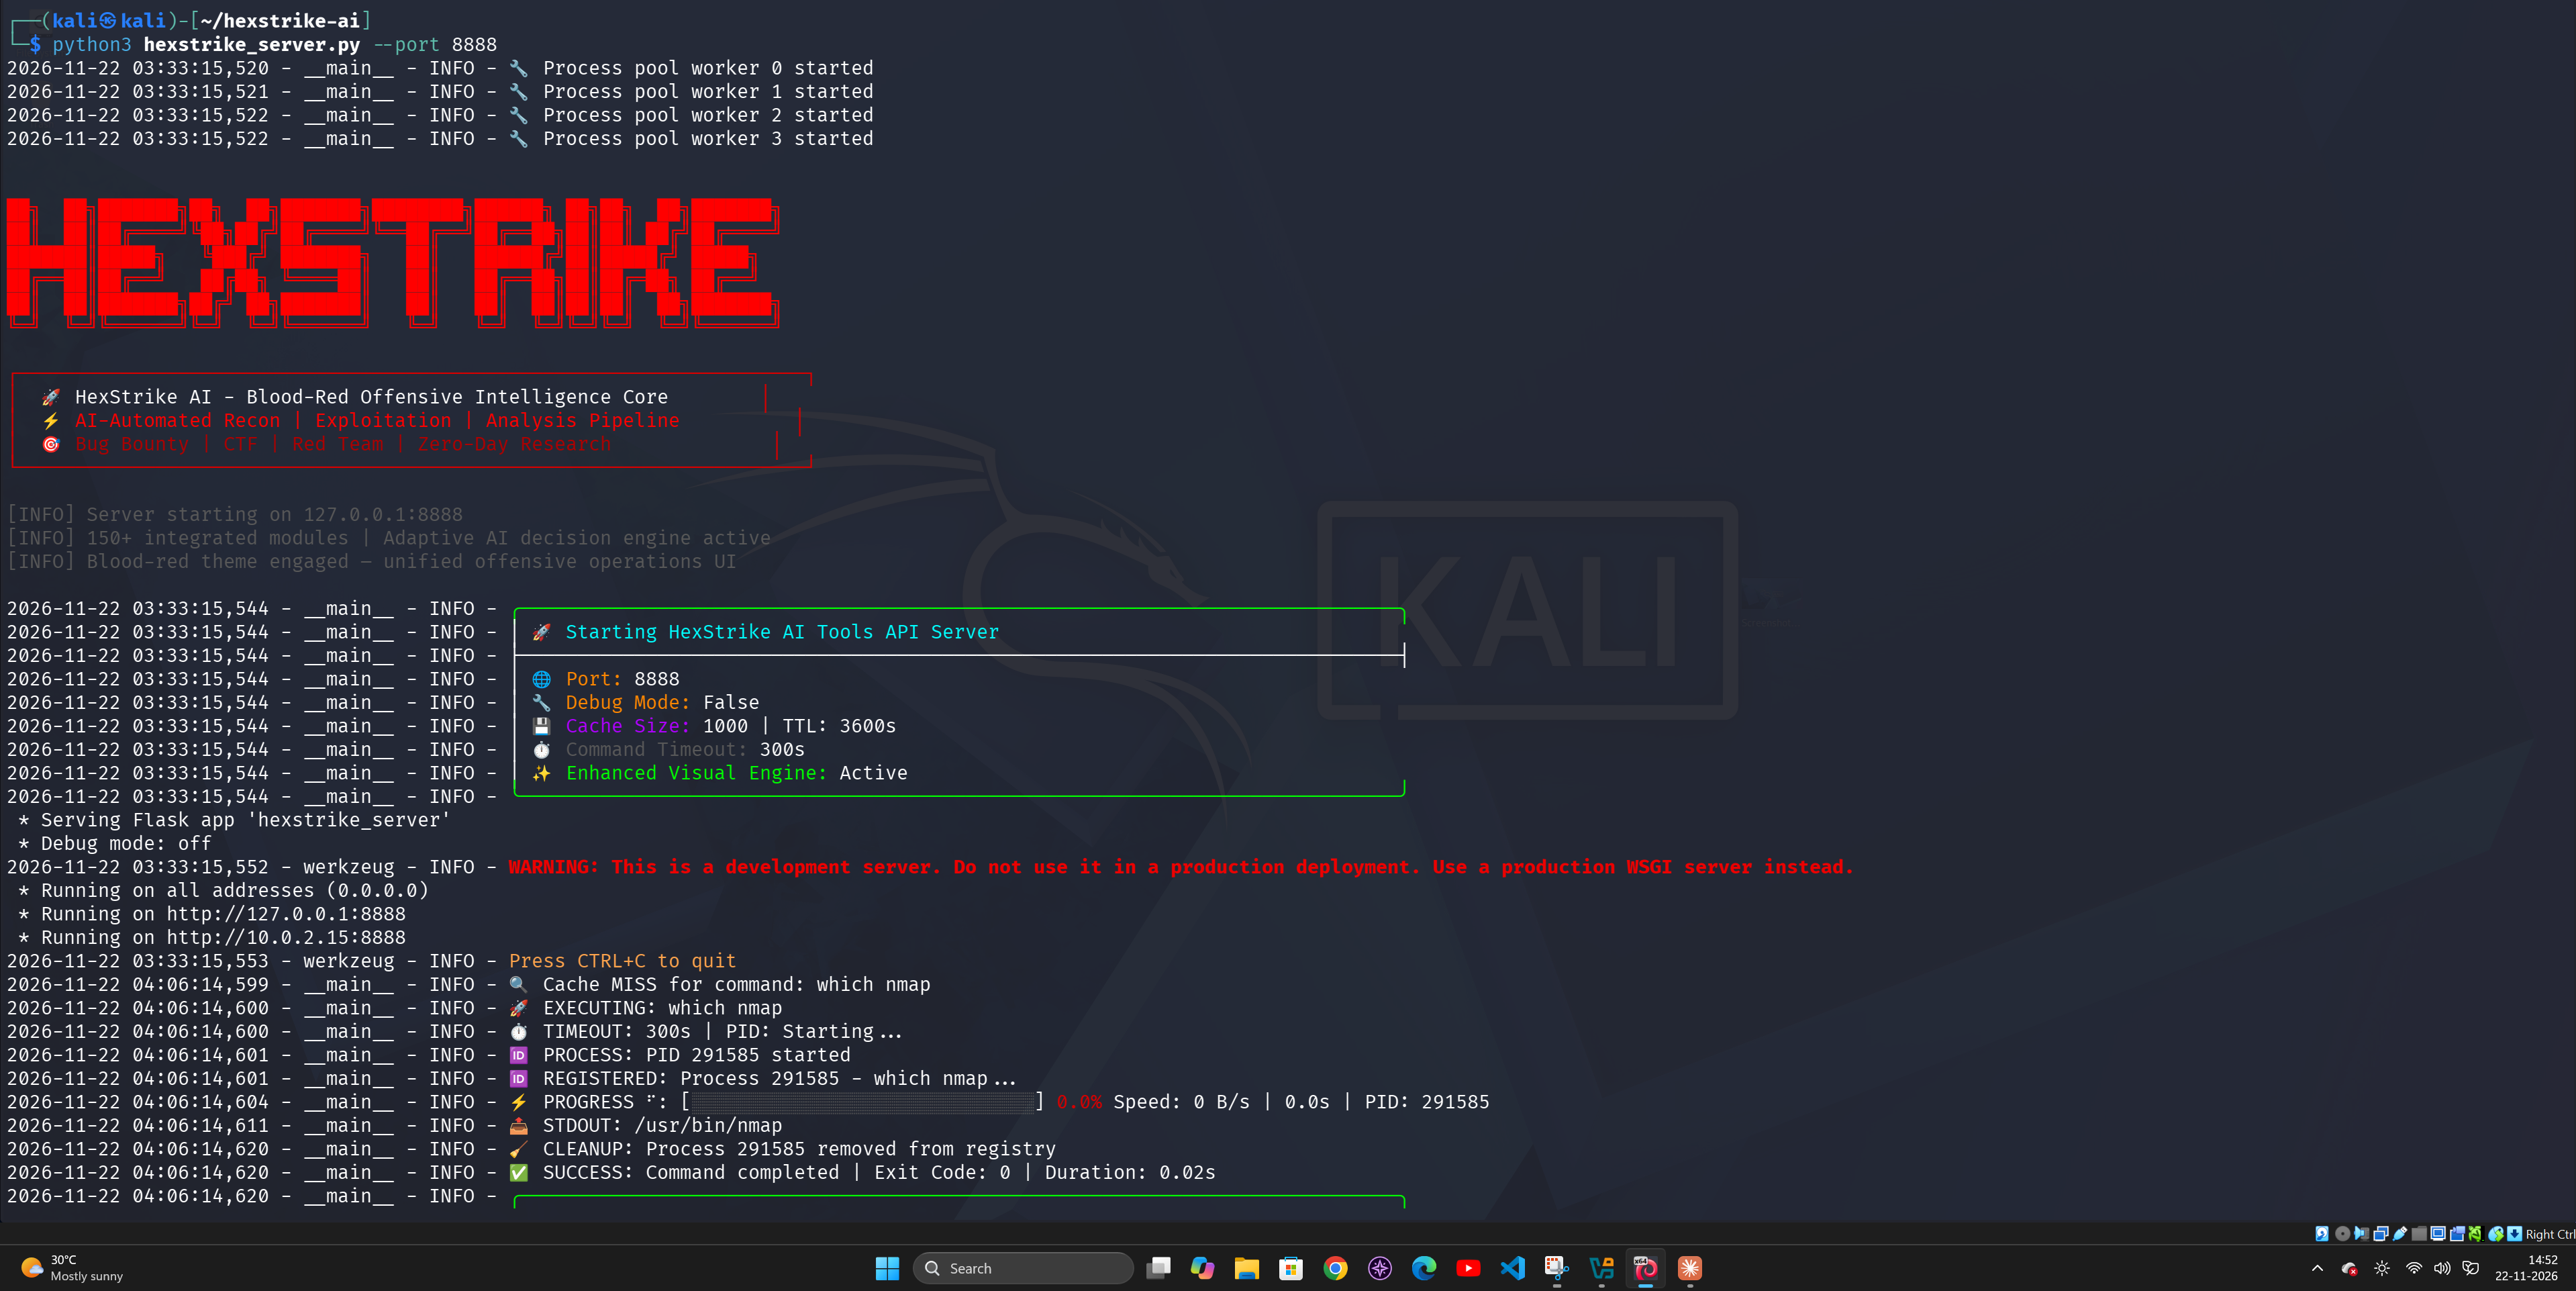 ┌──(kali㉿kali)-[~/hexstrike-ai]
└─$ python3 hexstrike_server.py --port 8888
2026-11-22 03:33:15,520 - __main__ - INFO - 🔧 Process pool worker 0 started
2026-11-22 03:33:15,521 - __main__ - INFO - 🔧 Process pool worker 1 started
2026-11-22 03:33:15,522 - __main__ - INFO - 🔧 Process pool worker 2 started
2026-11-22 03:33:15,522 - __main__ - INFO - 🔧 Process pool worker 3 started
HEXSTRIKE
🚀 HexStrike AI - Blood-Red Offensive Intelligence Core
⚡ AI-Automated Recon | Exploitation | Analysis Pipeline
🎯 Bug Bounty | CTF | Red Team | Zero-Day Research
[INFO] Server starting on 127.0.0.1:8888
[INFO] 150+ integrated modules | Adaptive AI decision engine active
[INFO] Blood-red theme engaged – unified offensive operations UI
KALI
2026-11-22 03:33:15,544 - __main__ - INFO -
2026-11-22 03:33:15,544 - __main__ - INFO - 🚀 Starting HexStrike AI Tools API Server
2026-11-22 03:33:15,544 - __main__ - INFO -
2026-11-22 03:33:15,544 - __main__ - INFO - 🌐 Port: 8888
2026-11-22 03:33:15,544 - __main__ - INFO - 🔧 Debug Mode: False
2026-11-22 03:33:15,544 - __main__ - INFO - 💾 Cache Size: 1000 | TTL: 3600s
2026-11-22 03:33:15,544 - __main__ - INFO - ⏱️ Command Timeout: 300s
2026-11-22 03:33:15,544 - __main__ - INFO - ✨ Enhanced Visual Engine: Active
2026-11-22 03:33:15,544 - __main__ - INFO -
 * Serving Flask app 'hexstrike_server'
 * Debug mode: off
2026-11-22 03:33:15,552 - werkzeug - INFO - WARNING: This is a development server. Do not use it in a production deployment. Use a production WSGI server instead.
 * Running on all addresses (0.0.0.0)
 * Running on http://127.0.0.1:8888
 * Running on http://10.0.2.15:8888
2026-11-22 03:33:15,553 - werkzeug - INFO - Press CTRL+C to quit
2026-11-22 04:06:14,599 - __main__ - INFO - 🔍 Cache MISS for command: which nmap
2026-11-22 04:06:14,600 - __main__ - INFO - 🚀 EXECUTING: which nmap
2026-11-22 04:06:14,600 - __main__ - INFO - ⏱️ TIMEOUT: 300s | PID: Starting...
2026-11-22 04:06:14,601 - __main__ - INFO - 🆔 PROCESS: PID 291585 started
2026-11-22 04:06:14,601 - __main__ - INFO - 🆔 REGISTERED: Process 291585 - which nmap...
2026-11-22 04:06:14,604 - __main__ - INFO - ⚡ PROGRESS ⠋: [░░░░░░░░░░░░░░░░░░░░░░░░░░░░░░] 0.0% Speed: 0 B/s | 0.0s | PID: 291585
2026-11-22 04:06:14,611 - __main__ - INFO - 📤 STDOUT: /usr/bin/nmap
2026-11-22 04:06:14,620 - __main__ - INFO - 🧹 CLEANUP: Process 291585 removed from registry
2026-11-22 04:06:14,620 - __main__ - INFO - ✅ SUCCESS: Command completed | Exit Code: 0 | Duration: 0.02s
2026-11-22 04:06:14,620 - __main__ - INFO -
Right Ctrl
30°C
Mostly sunny
Search
14:52
22-11-2026